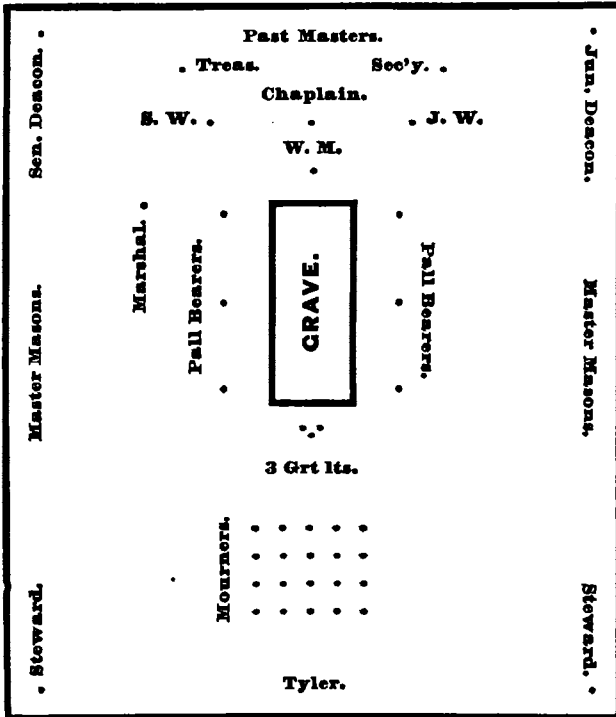 Past Masters.
Treas. Sec'y.
Chaplain.
S. W. J. W.
W. M.
Sen. Deacon.
Jun. Deacon.
Marshal.
Pall Bearers.
GRAVE.
Pall Bearers.
Master Masons.
Master Masons.
3 Grt lts.
Mourners.
Steward.
Steward.
Tyler.